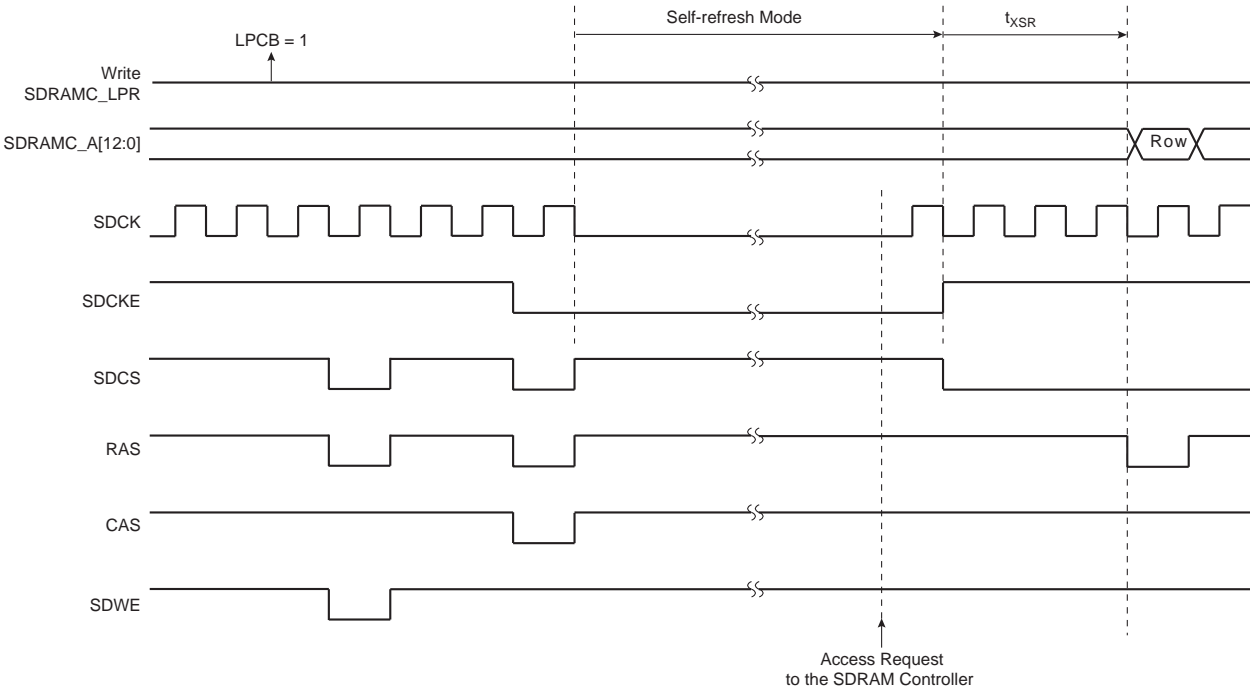 Self-refresh Mode
tXSR
LPCB = 1
Write
SDRAMC_LPR
SDRAMC_A[12:0]
Row
SDCK
SDCKE
SDCS
RAS
CAS
SDWE
Access Request
to the SDRAM Controller